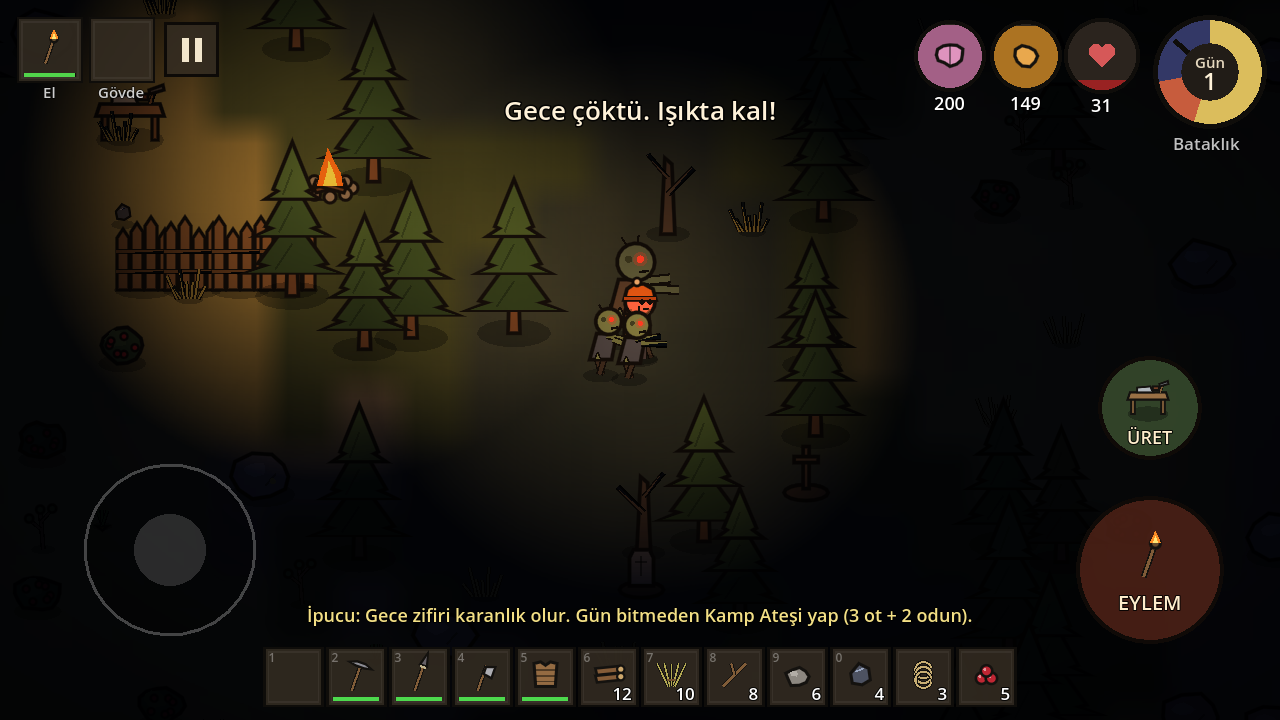 El
Gövde
200
149
31
Gün
1
Bataklık
Gece çöktü. Işıkta kal!
ÜRET
EYLEM
İpucu: Gece zifiri karanlık olur. Gün bitmeden Kamp Ateşi yap (3 ot + 2 odun).
1
2
3
4
5
6
12
7
10
8
8
9
6
0
4
3
5